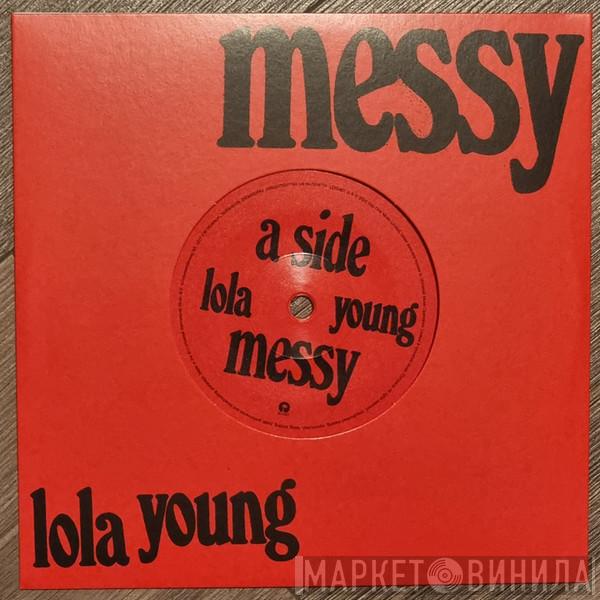 messy
a side
lola young
messy
lola young
МАРКЕТ ВИНИЛА